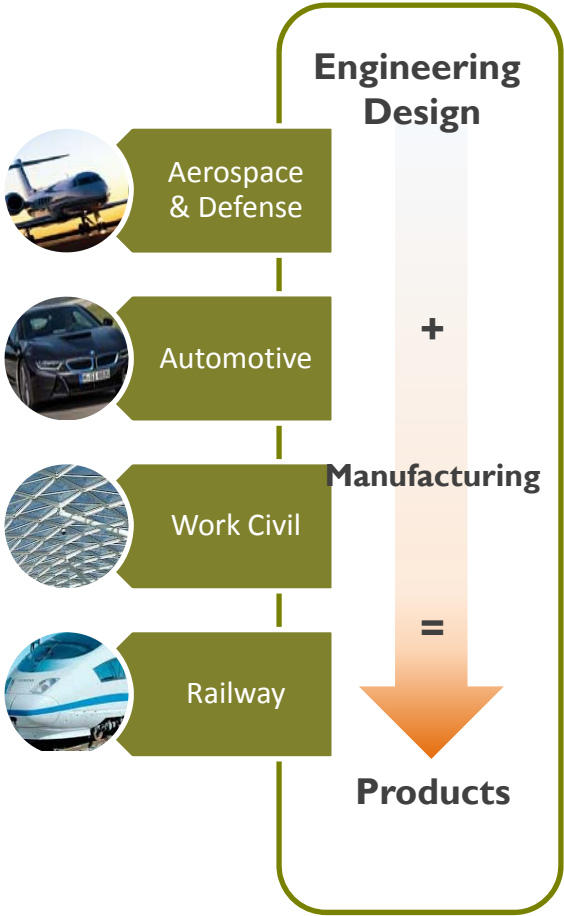 Engineering
Design
Aerospace
& Defense
+
Automotive
Manufacturing
Work Civil
=
Railway
Products